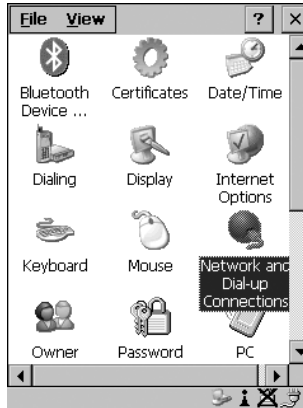 File View ? ×
Bluetooth Certificates Date/Time
Device ...
Dialing Display Internet
Options
Keyboard Mouse Network and
Dial-up
Connections
Owner Password PC